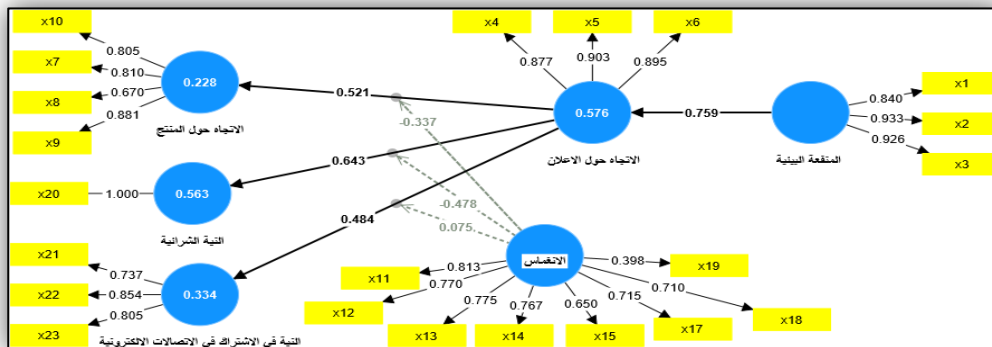 x10
x7
x8
x9
0.805
0.810
0.670
0.881
0.228
الاتجاه حول المنتج
x4
x5
x6
0.877
0.903
0.895
0.576
الاتجاه حول الاعلان
0.759
المنفعة البيئية
0.840
0.933
0.926
x1
x2
x3
0.521
-0.337
0.643
-0.478
0.484
0.075
x20
1.000
0.563
النية الشرائية
x21
x22
x23
0.737
0.854
0.805
0.334
النية في الاشتراك في الاتصالات الالكترونية
الانغماس
0.813
0.770
0.775
0.767
0.650
0.715
0.710
0.398
x11
x12
x13
x14
x15
x17
x18
x19